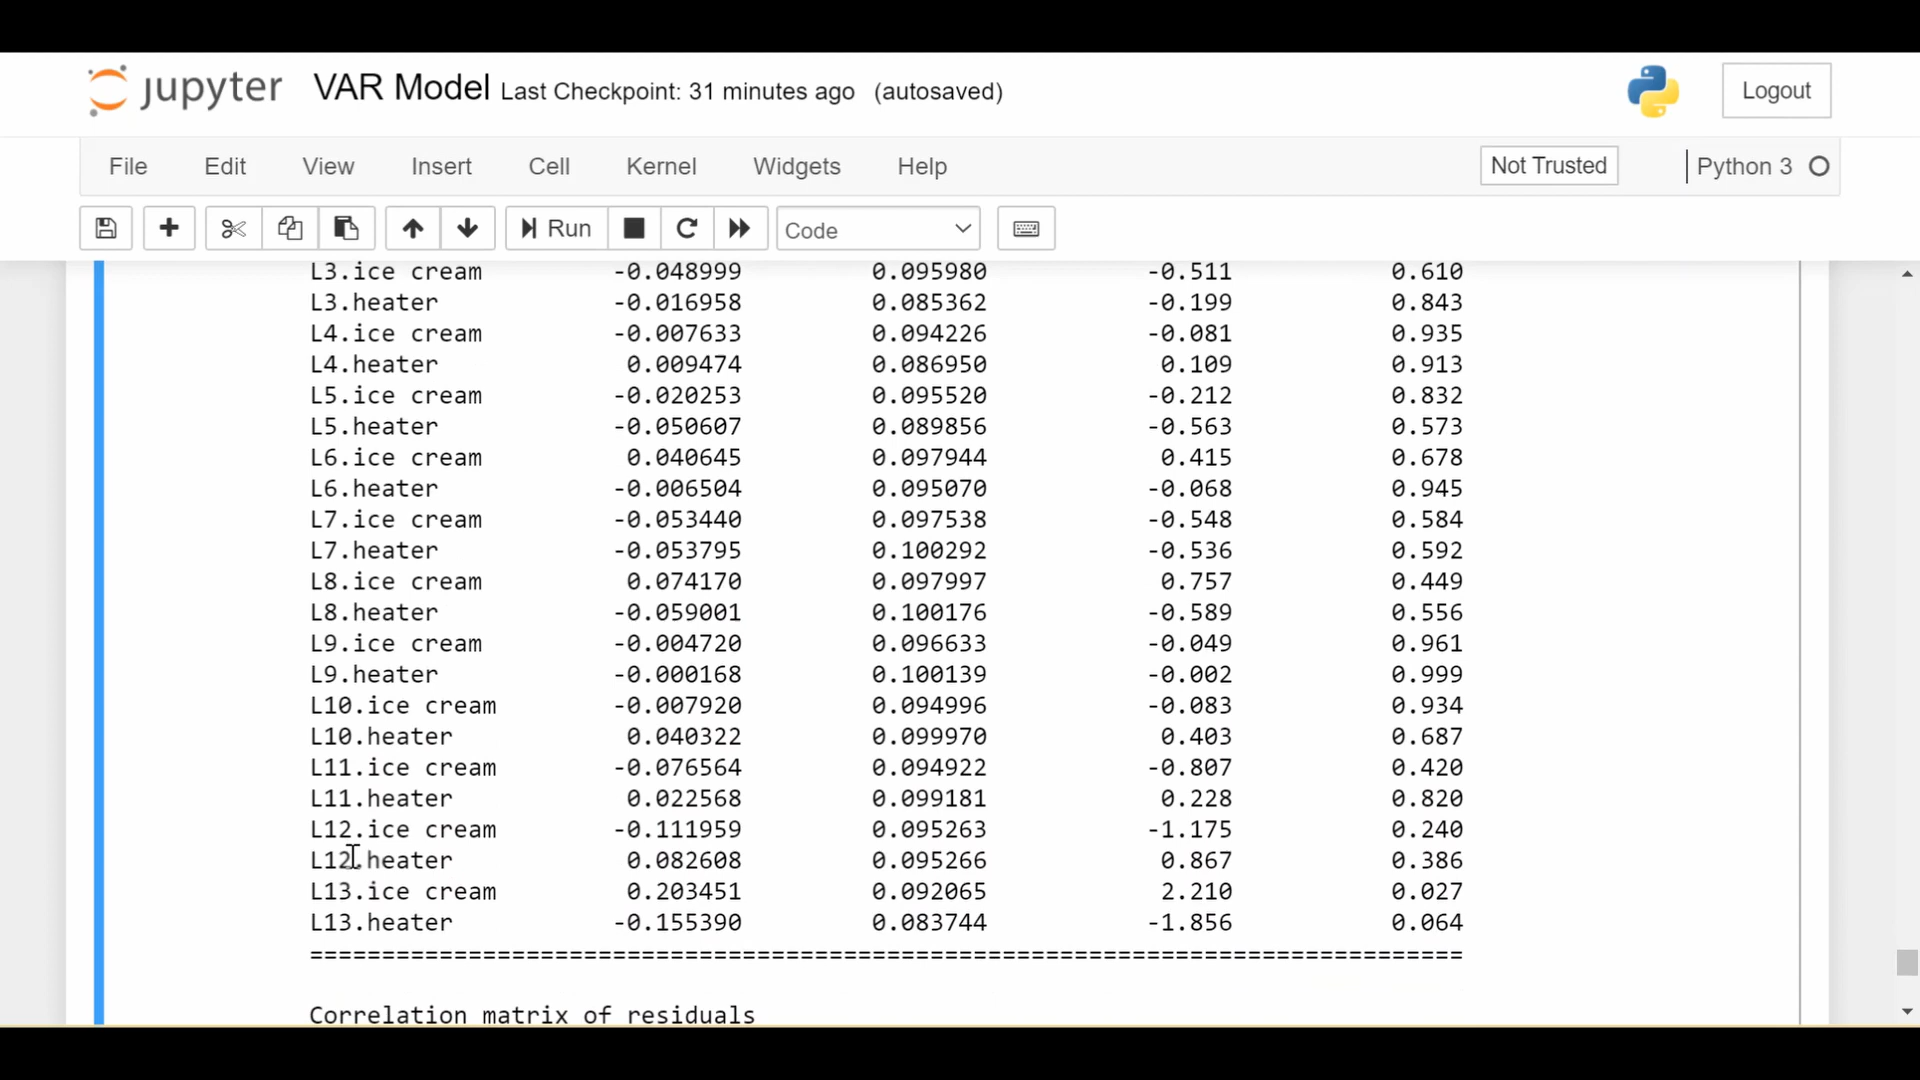 jupyter VAR Model Last Checkpoint: 31 minutes ago (autosaved) Logout
File Edit View Insert Cell Kernel Widgets Help Not Trusted Python 3
Run Code
L3.ice cream -0.048999 0.095980 -0.511 0.610
L3.heater -0.016958 0.085362 -0.199 0.843
L4.ice cream -0.007633 0.094226 -0.081 0.935
L4.heater 0.009474 0.086950 0.109 0.913
L5.ice cream -0.020253 0.095520 -0.212 0.832
L5.heater -0.050607 0.089856 -0.563 0.573
L6.ice cream 0.040645 0.097944 0.415 0.678
L6.heater -0.006504 0.095070 -0.068 0.945
L7.ice cream -0.053440 0.097538 -0.548 0.584
L7.heater -0.053795 0.100292 -0.536 0.592
L8.ice cream 0.074170 0.097997 0.757 0.449
L8.heater -0.059001 0.100176 -0.589 0.556
L9.ice cream -0.004720 0.096633 -0.049 0.961
L9.heater -0.000168 0.100139 -0.002 0.999
L10.ice cream -0.007920 0.094996 -0.083 0.934
L10.heater 0.040322 0.099970 0.403 0.687
L11.ice cream -0.076564 0.094922 -0.807 0.420
L11.heater 0.022568 0.099181 0.228 0.820
L12.ice cream -0.111959 0.095263 -1.175 0.240
L12.heater 0.082608 0.095266 0.867 0.386
L13.ice cream 0.203451 0.092065 2.210 0.027
L13.heater -0.155390 0.083744 -1.856 0.064
================================================================================
Correlation matrix of residuals